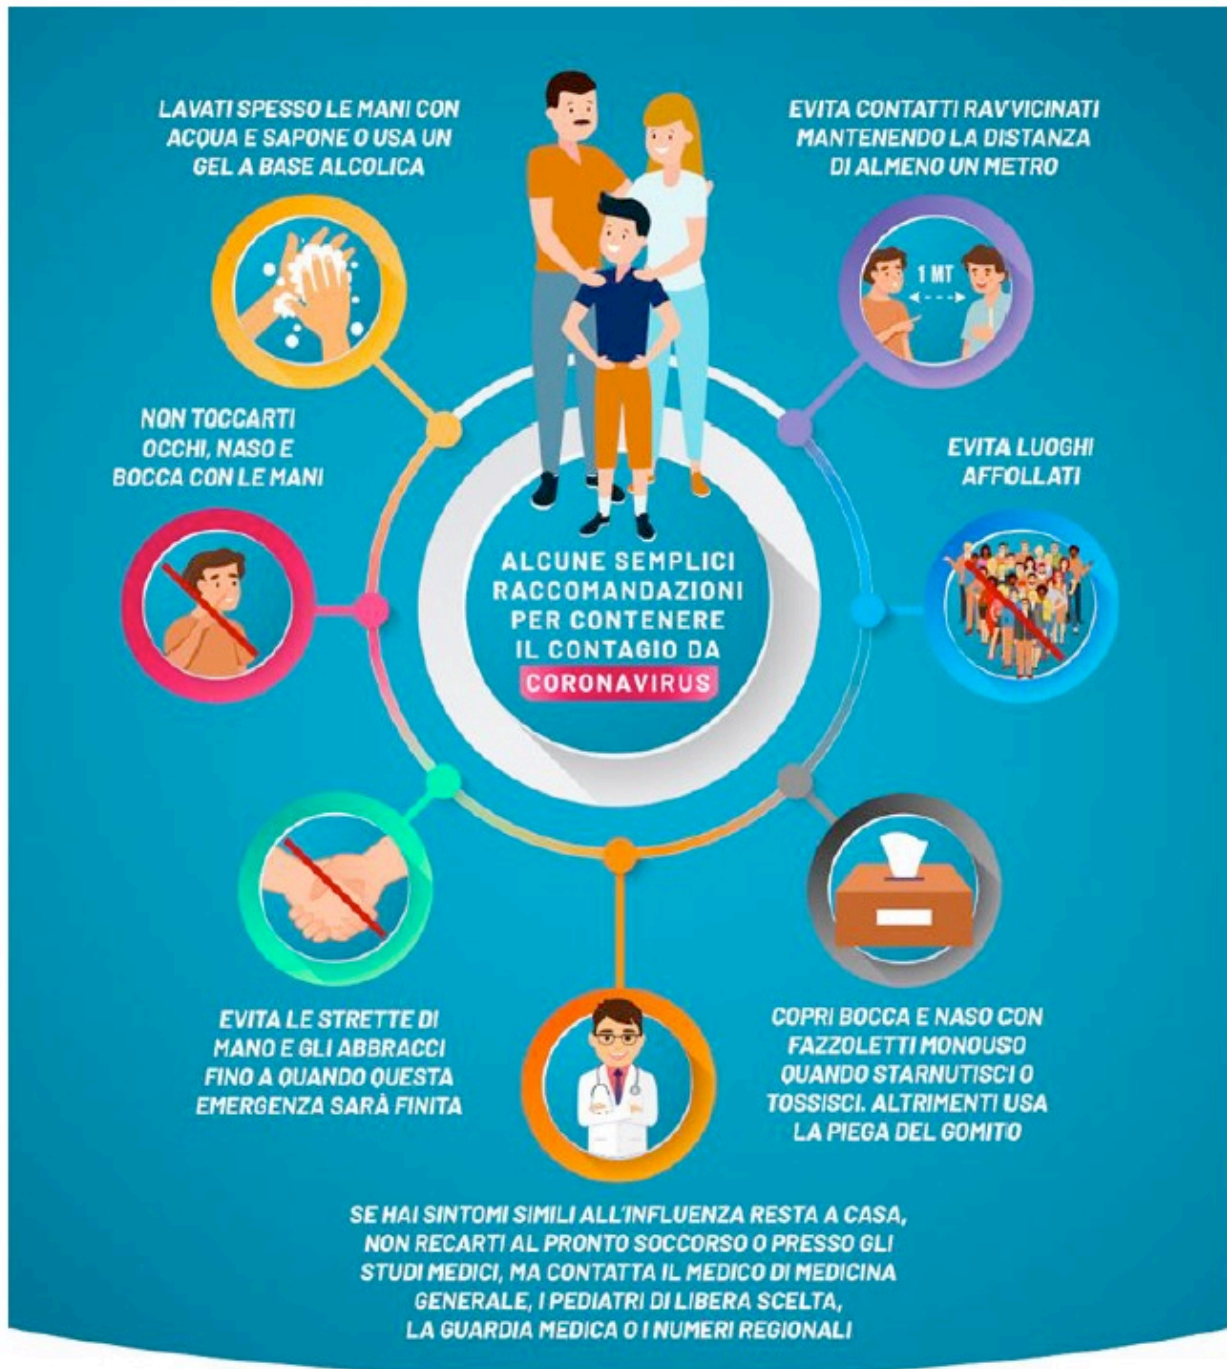 LAVATI SPESSO LE MANI CON
ACQUA E SAPONE O USA UN
GEL A BASE ALCOLICA
EVITA CONTATTI RAVVICINATI
MANTENENDO LA DISTANZA
DI ALMENO UN METRO
1 MT
NON TOCCARTI
OCCHI, NASO E
BOCCA CON LE MANI
EVITA LUOGHI
AFFOLLATI
ALCUNE SEMPLICI
RACCOMANDAZIONI
PER CONTENERE
IL CONTAGIO DA
CORONAVIRUS
EVITA LE STRETTE DI
MANO E GLI ABBRACCI
FINO A QUANDO QUESTA
EMERGENZA SARÀ FINITA
COPRI BOCCA E NASO CON
FAZZOLETTI MONOUSO
QUANDO STARNUTISCI O
TOSSISCI. ALTRIMENTI USA
LA PIEGA DEL GOMITO
SE HAI SINTOMI SIMILI ALL'INFLUENZA RESTA A CASA,
NON RECARTI AL PRONTO SOCCORSO O PRESSO GLI
STUDI MEDICI, MA CONTATTA IL MEDICO DI MEDICINA
GENERALE, I PEDIATRI DI LIBERA SCELTA,
LA GUARDIA MEDICA O I NUMERI REGIONALI